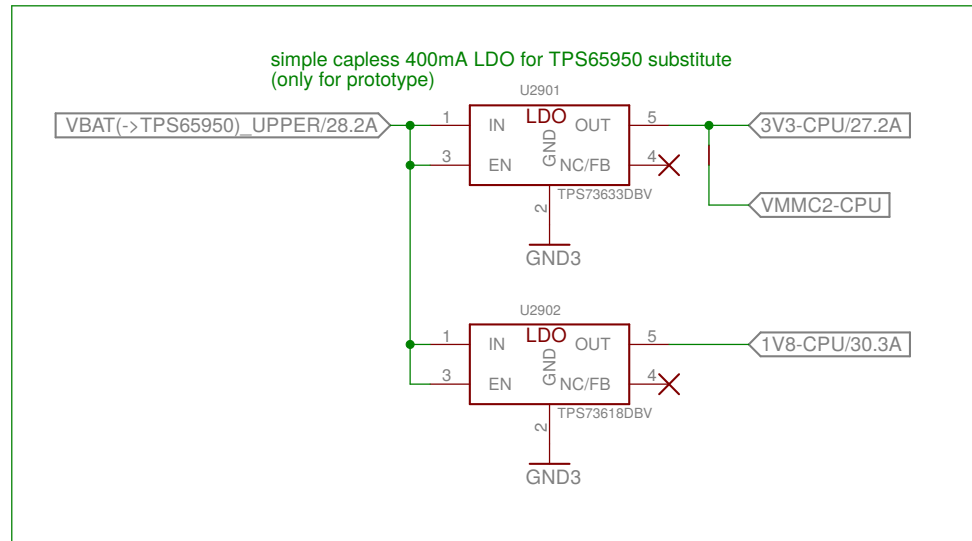 simple capless 400mA LDO for TPS65950 substitute
(only for prototype)
U2901
VBAT(->TPS65950)_UPPER/28.2A
1
IN
LDO
OUT
5
3V3-CPU/27.2A
3
EN
GND
NC/FB
4
TPS73633DBV
2
VMMC2-CPU
GND3
U2902
1
IN
LDO
OUT
5
1V8-CPU/30.3A
3
EN
GND
NC/FB
4
TPS73618DBV
2
GND3